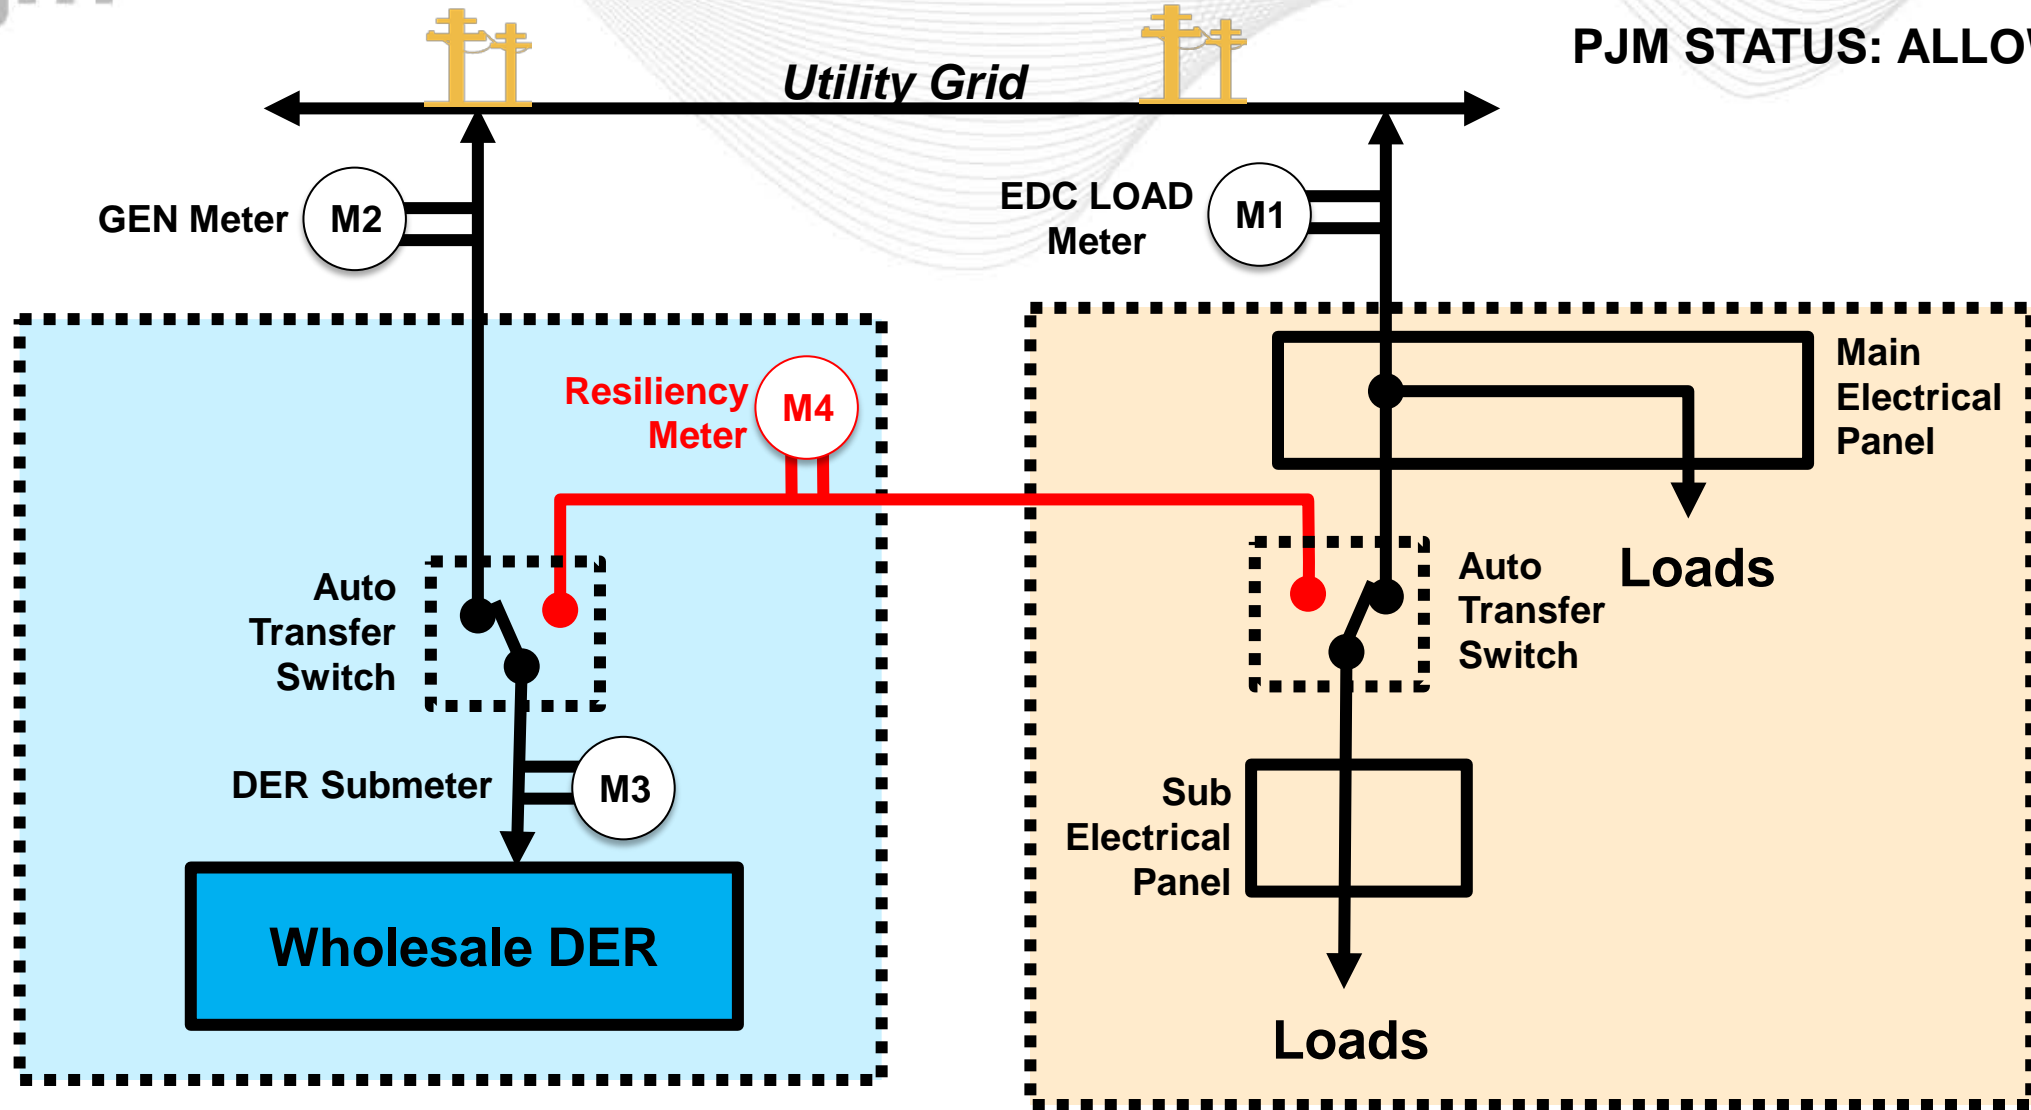 PJM STATUS: ALLOW
Utility Grid
GEN Meter
M2
EDC LOAD
Meter
M1
Resiliency
Meter
M4
Main
Electrical
Panel
Auto
Transfer
Switch
Auto
Transfer
Switch
Loads
DER Submeter
M3
Sub
Electrical
Panel
Wholesale DER
Loads